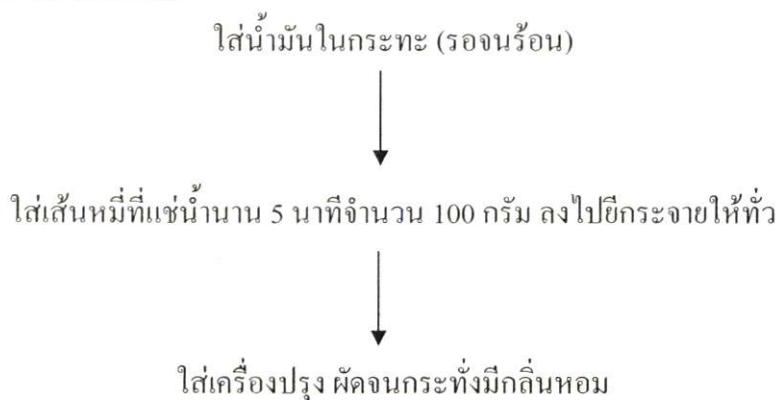 ใส่น้ำมันในกระทะ (รอจนร้อน)
ใส่เส้นหมี่ที่แช่น้ำนาน 5 นาทีจำนวน 100 กรัม ลงไปยีกระจายให้ทั่ว
ใส่เครื่องปรุง ผัดจนกระทั่งมีกลิ่นหอม